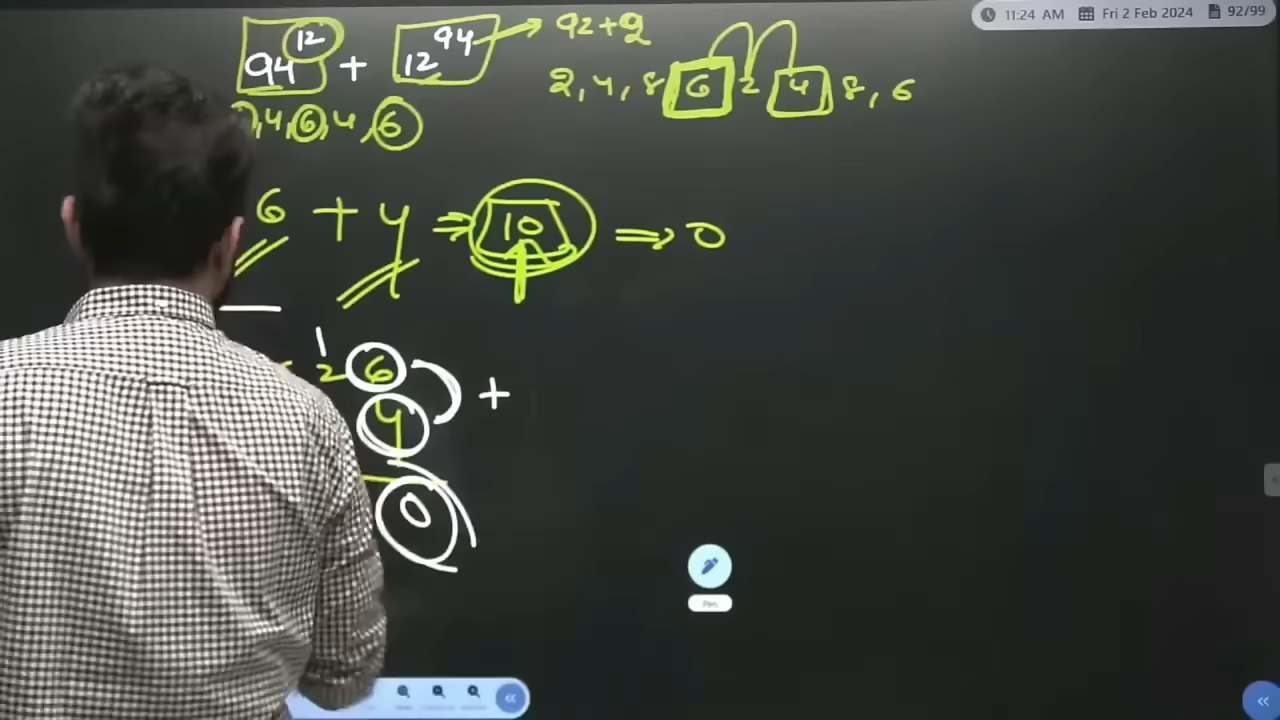 11:24 AM Fri 2 Feb 2024 92/99
94^12 + 12^94 → 92+2
2, 4, 8 6 2 4 8, 6
,4,6,4,6
6 + 4 ⇒ 10 ⇒ 0
1
2 6
4 +
0
Pen